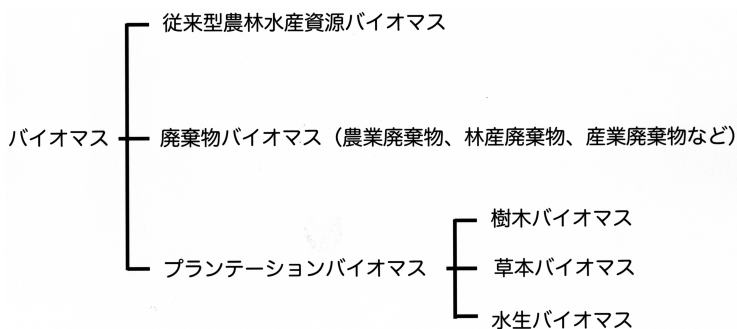 従来型農林水産資源バイオマス
バイオマス
廃棄物バイオマス（農業廃棄物、林産廃棄物、産業廃棄物など）
樹木バイオマス
プランテーションバイオマス
草本バイオマス
水生バイオマス